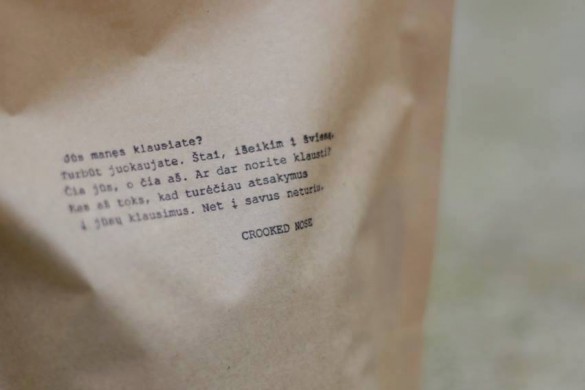 Jūs manęs klausiate?
Turbūt juokaujate. Štai, išeikim į šviesą.
Čia jūs, o čia aš. Ar dar norite klausti?
Kas aš toks, kad turėčiau atsakymus
į jūsų klausimus. Net į savus neturiu.
CROOKED NOSE